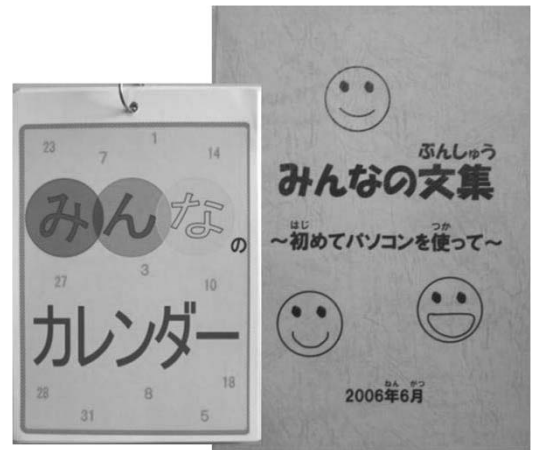 23
7
1
14
みんなの
27
3
10
カレンダー
28
31
8
5
18
ぶんしゅう
みんなの文集
はじ つか
～初めてパソコンを使って～
ねん がつ
2006年6月